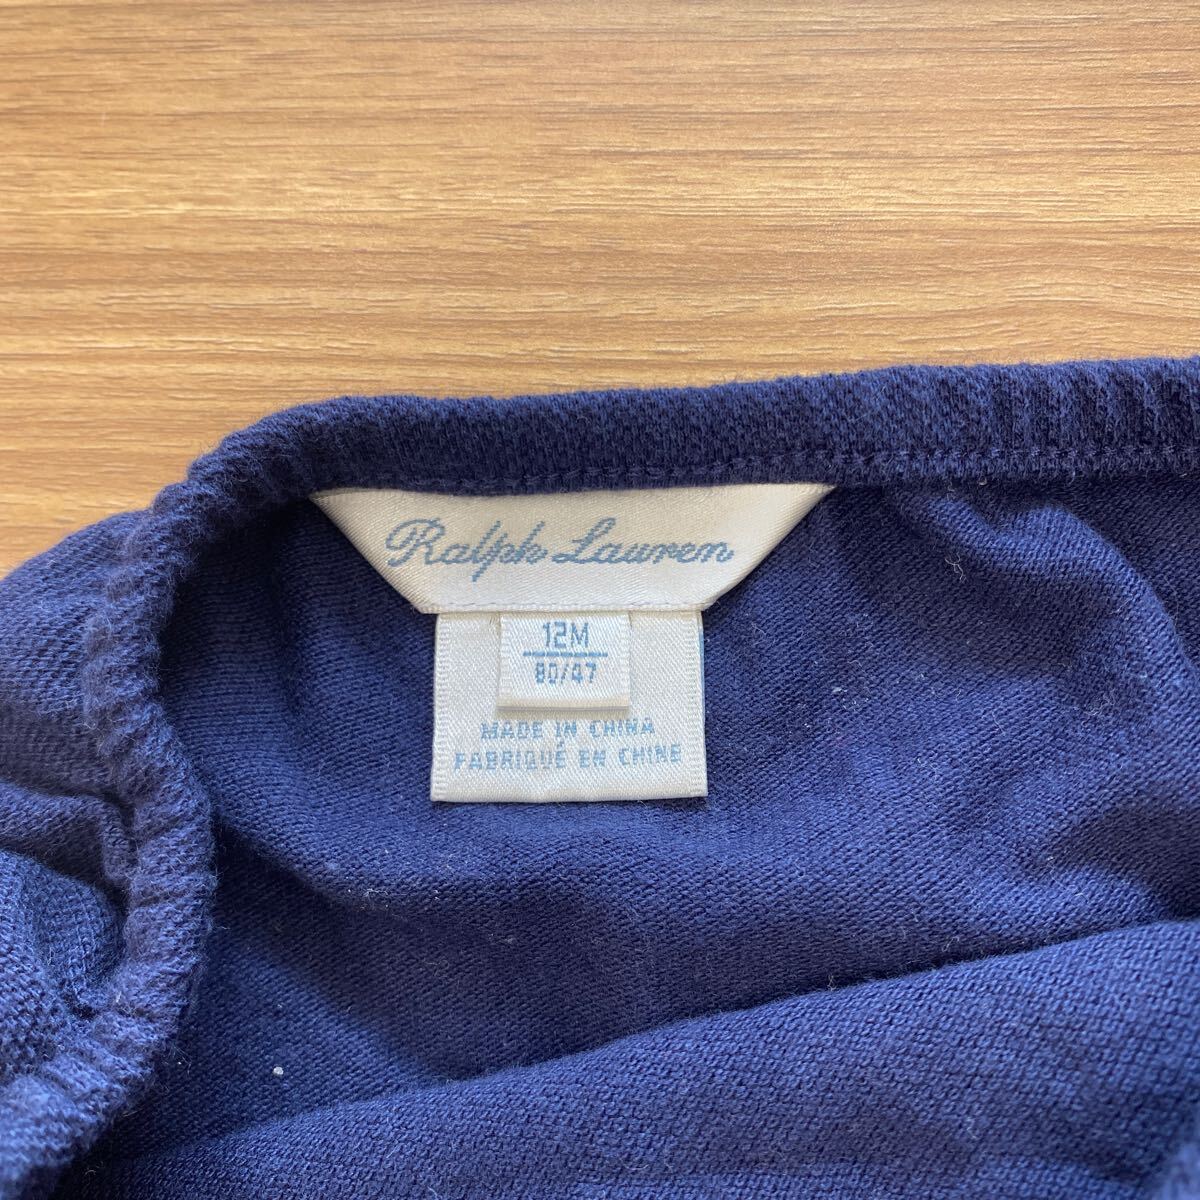 Ralph Lauren
12M
80/47
MADE IN CHINA
FABRIQUÉ EN CHINE